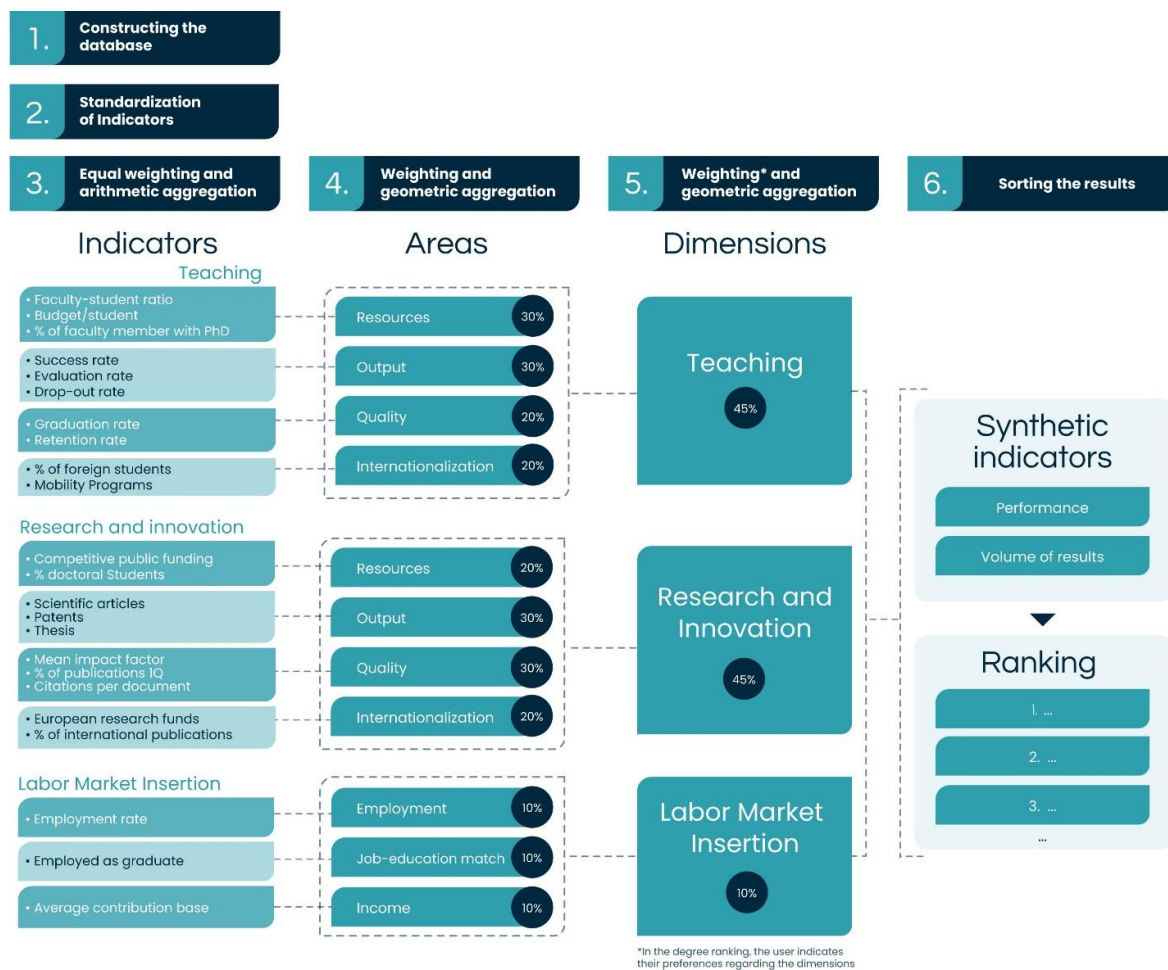 1.
Constructing the
database
2.
Standardization
of Indicators
3.
Equal weighting and
arithmetic aggregation
4.
Weighting and
geometric aggregation
5.
Weighting* and
geometric aggregation
6.
Sorting the results
Indicators
Areas
Dimensions
Teaching
• Faculty-student ratio
• Budget/student
• % of faculty member with PhD
• Success rate
• Evaluation rate
• Drop-out rate
• Graduation rate
• Retention rate
• % of foreign students
• Mobility Programs
Resources
30%
Output
30%
Quality
20%
Internationalization
20%
Teaching
45%
Research and innovation
• Competitive public funding
• % doctoral Students
• Scientific articles
• Patents
• Thesis
• Mean impact factor
• % of publications 1Q
• Citations per document
• European research funds
• % of international publications
Resources
20%
Output
30%
Quality
30%
Internationalization
20%
Research and
Innovation
45%
Labor Market Insertion
• Employment rate
• Employed as graduate
• Average contribution base
Employment
10%
Job-education match
10%
Income
10%
Labor Market
Insertion
10%
*In the degree ranking, the user indicates
their preferences regarding the dimensions
Synthetic
indicators
Performance
Volume of results
Ranking
1. ...
2. ...
3. ...
...